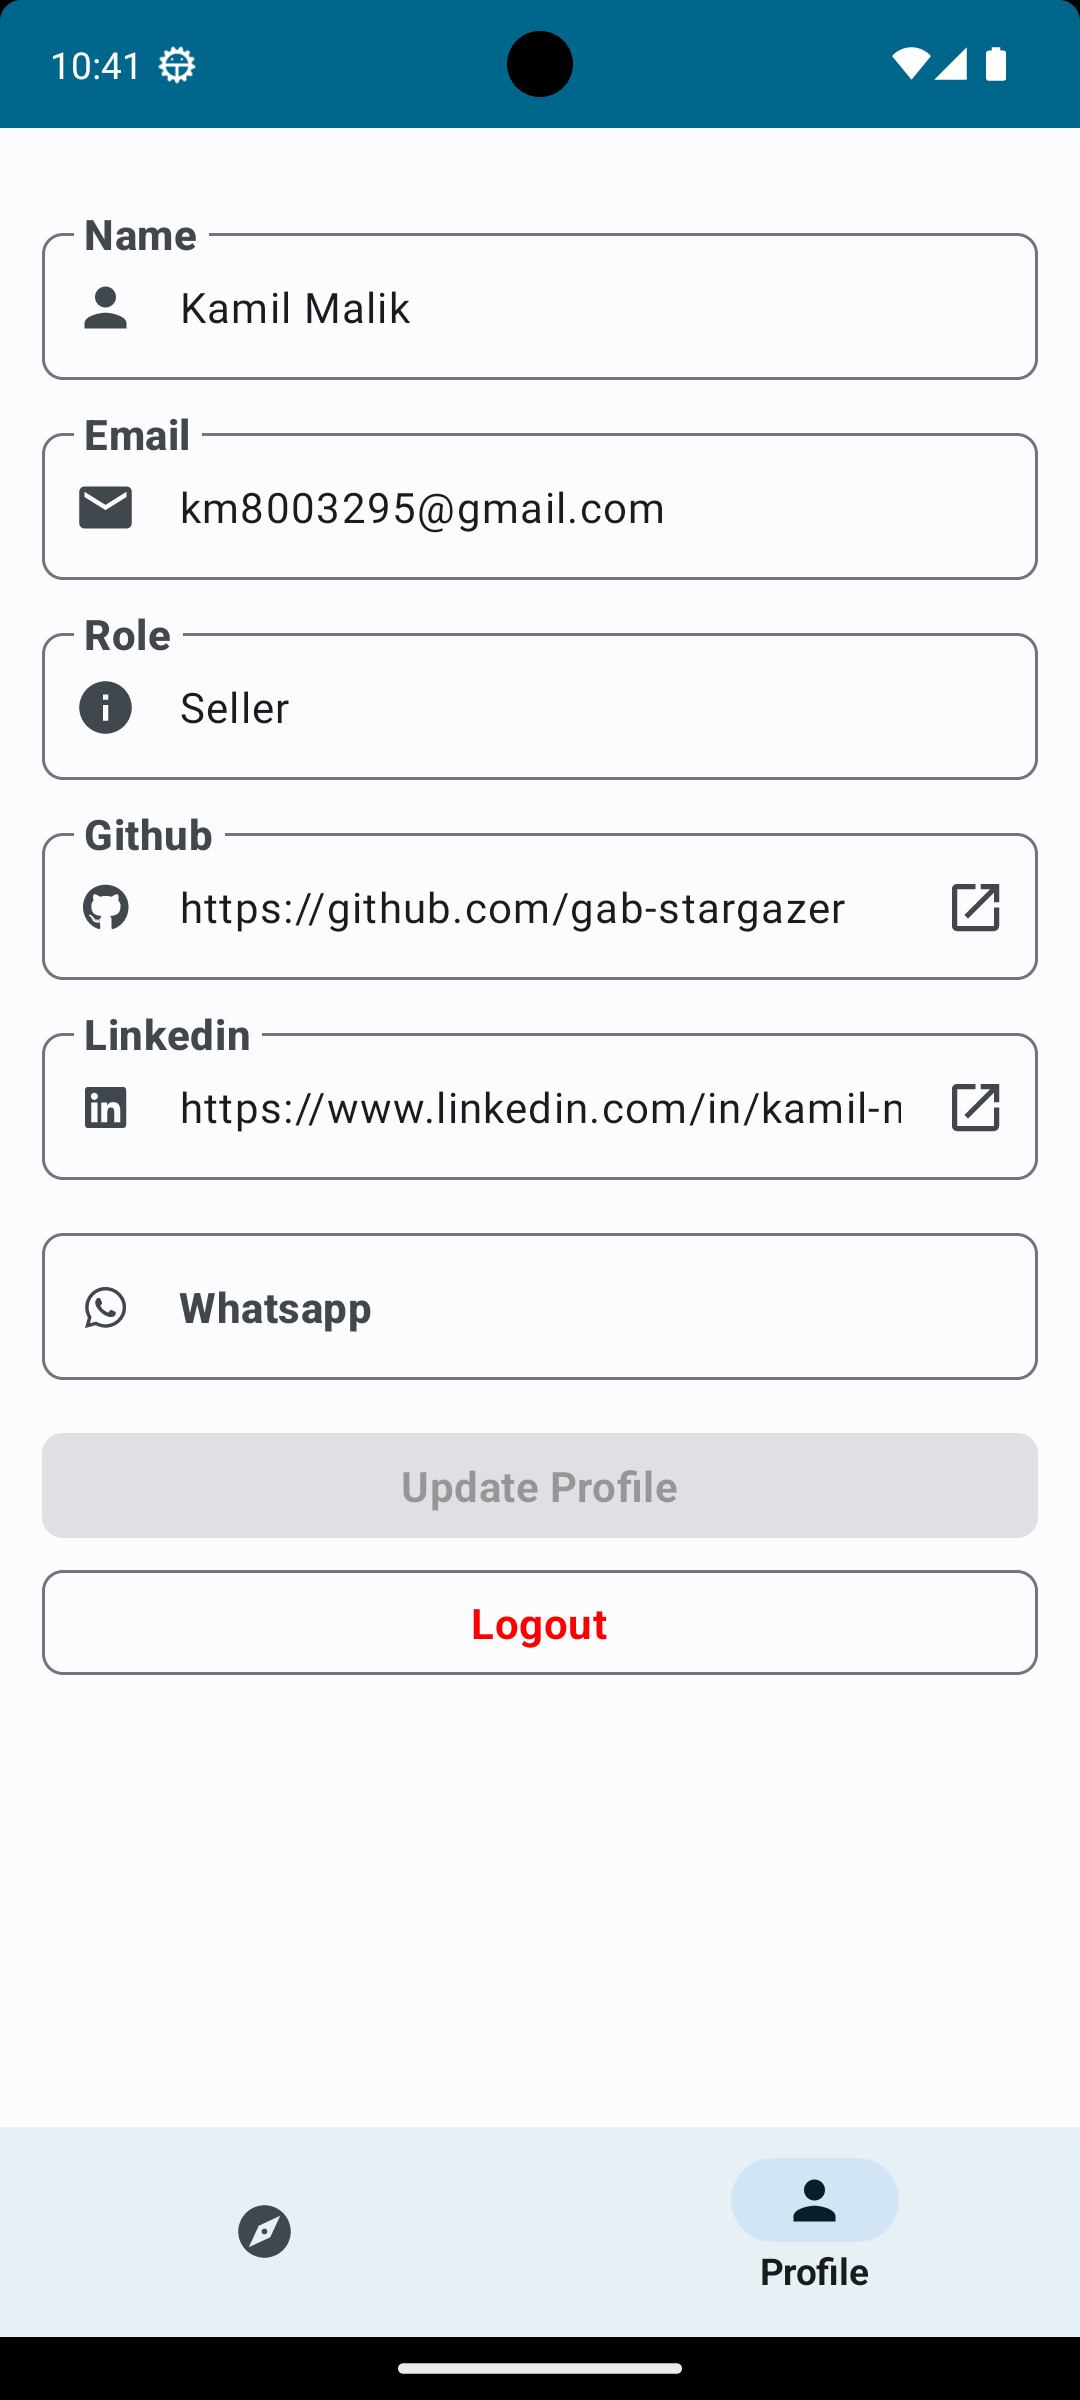 10:41
Name
Kamil Malik
Email
km8003295@gmail.com
Role
Seller
Github
https://github.com/gab-stargazer
Linkedin
https://www.linkedin.com/in/kamil-
Whatsapp
Update Profile
Logout
Profile